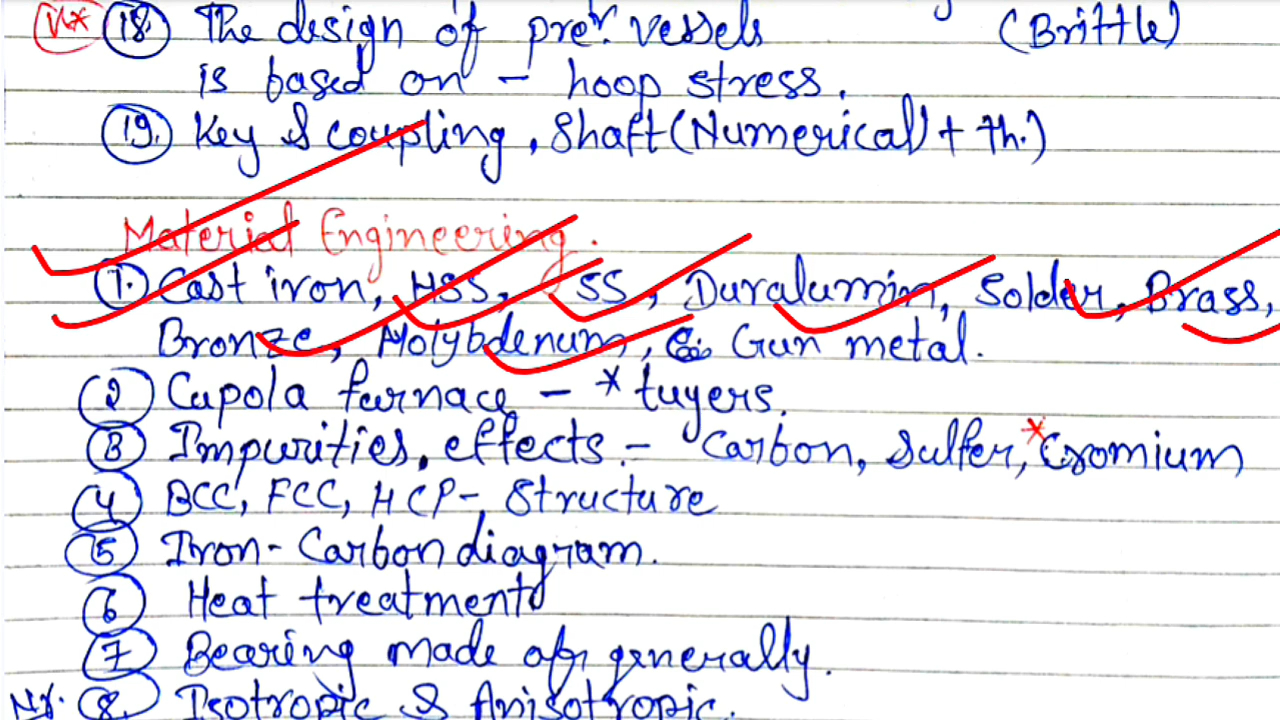 V.* 18. The design of preʳ. vessels (Brittle)
is based on - hoop stress.
19. Key & coupling, Shaft (Numerical) + th.)
Material Engineering.
1. Cast iron, HSS, SS, Duralumin, Solder, Brass,
Bronze, Molybdenum, Gun metal.
2 Cupola furnace - * tuyers.
3 Impurities, effects - Carbon, Sulfer, *Cromium
4 BCC, FCC, HCP - Structure
5 Iron-Carbon diagram.
6 Heat treatment
7 Bearing made of generally.
8. Isotropic & Anisotropic.